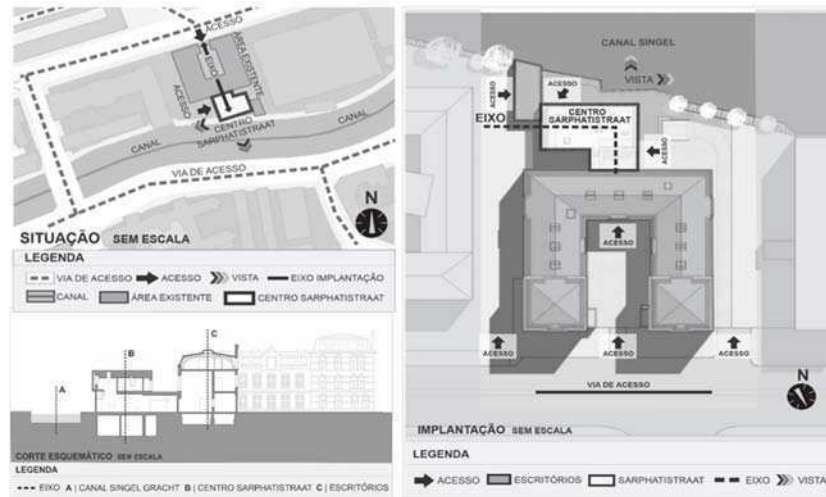 ACESSO
EIXO
ÁREA EXISTENTE
ACESSO
CENTRO
SARPHATISTRAAT
CANAL
CANAL
VIA DE ACESSO
N
SITUAÇÃO SEM ESCALA
LEGENDA
VIA DE ACESSO ACESSO VISTA EIXO IMPLANTAÇÃO
CANAL ÁREA EXISTENTE CENTRO SARPHATISTRAAT
C
B
A
CORTE ESQUEMÁTICO SEM ESCALA
LEGENDA
EIXO A | CANAL SINGEL GRACHT B | CENTRO SARPHATISTRAAT C | ESCRITÓRIOS
CANAL SINGEL
VISTA
ACESSO
ACESSO
CENTRO
SARPHATISTRAAT
EIXO
ACESSO
ACESSO
ACESSO
ACESSO
ACESSO
VIA DE ACESSO
N
IMPLANTAÇÃO SEM ESCALA
LEGENDA
ACESSO ESCRITÓRIOS SARPHATISTRAAT EIXO VISTA